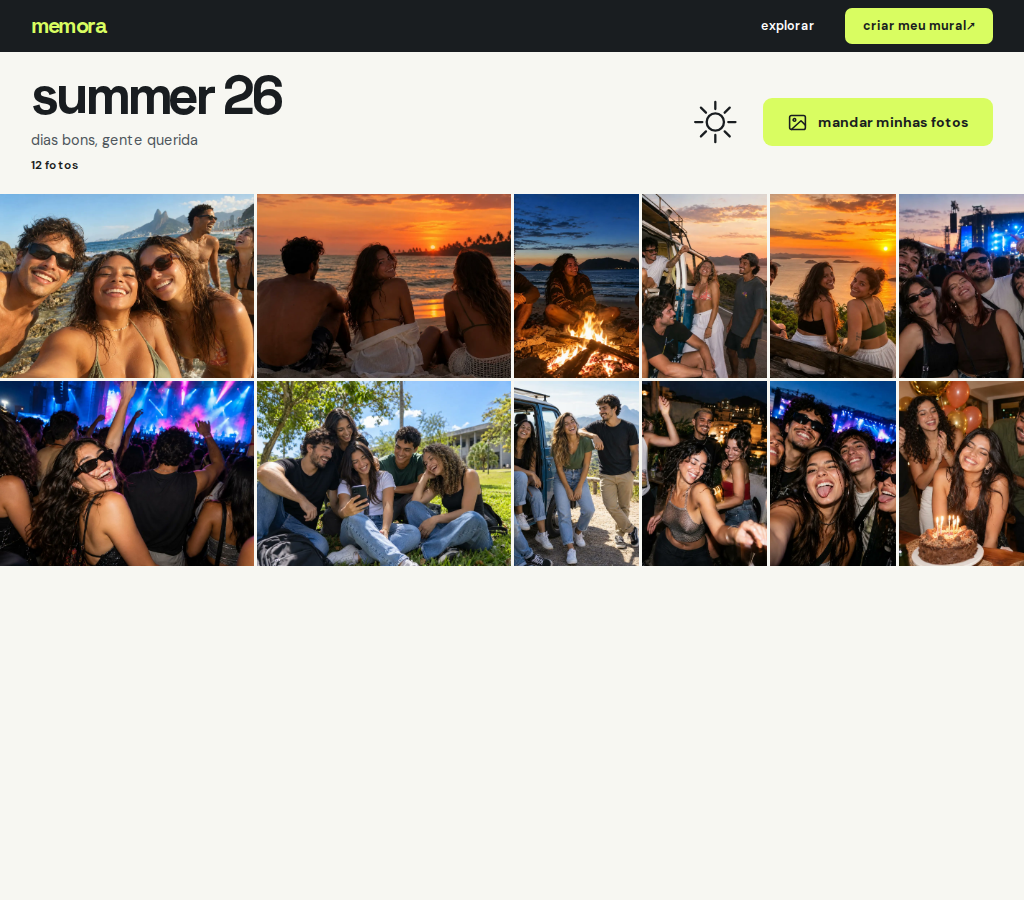 memora
explorar
criar meu mural↗
summer 26
dias bons, gente querida
12 fotos
mandar minhas fotos